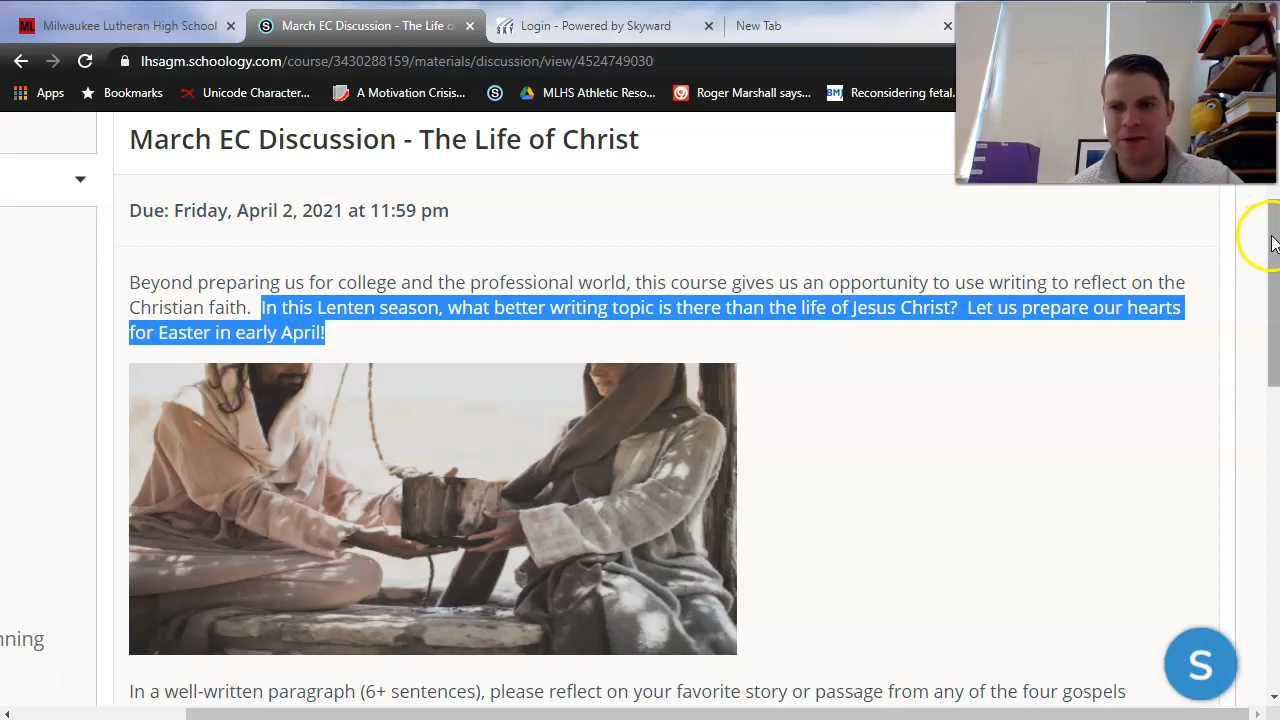 Milwaukee Lutheran High School
March EC Discussion - The Life of
Login - Powered by Skyward
New Tab
lhsagm.schoology.com/course/3430288159/materials/discussion/view/4524749030
Apps
Bookmarks
Unicode Character...
A Motivation Crisis...
MLHS Athletic Reso...
Roger Marshall says...
BMJ
Reconsidering fetal.
March EC Discussion - The Life of Christ
Due: Friday, April 2, 2021 at 11:59 pm
Beyond preparing us for college and the professional world, this course gives us an opportunity to use writing to reflect on the
Christian faith. In this Lenten season, what better writing topic is there than the life of Jesus Christ? Let us prepare our hearts
for Easter in early April!
nning
S
In a well-written paragraph (6+ sentences), please reflect on your favorite story or passage from any of the four gospels